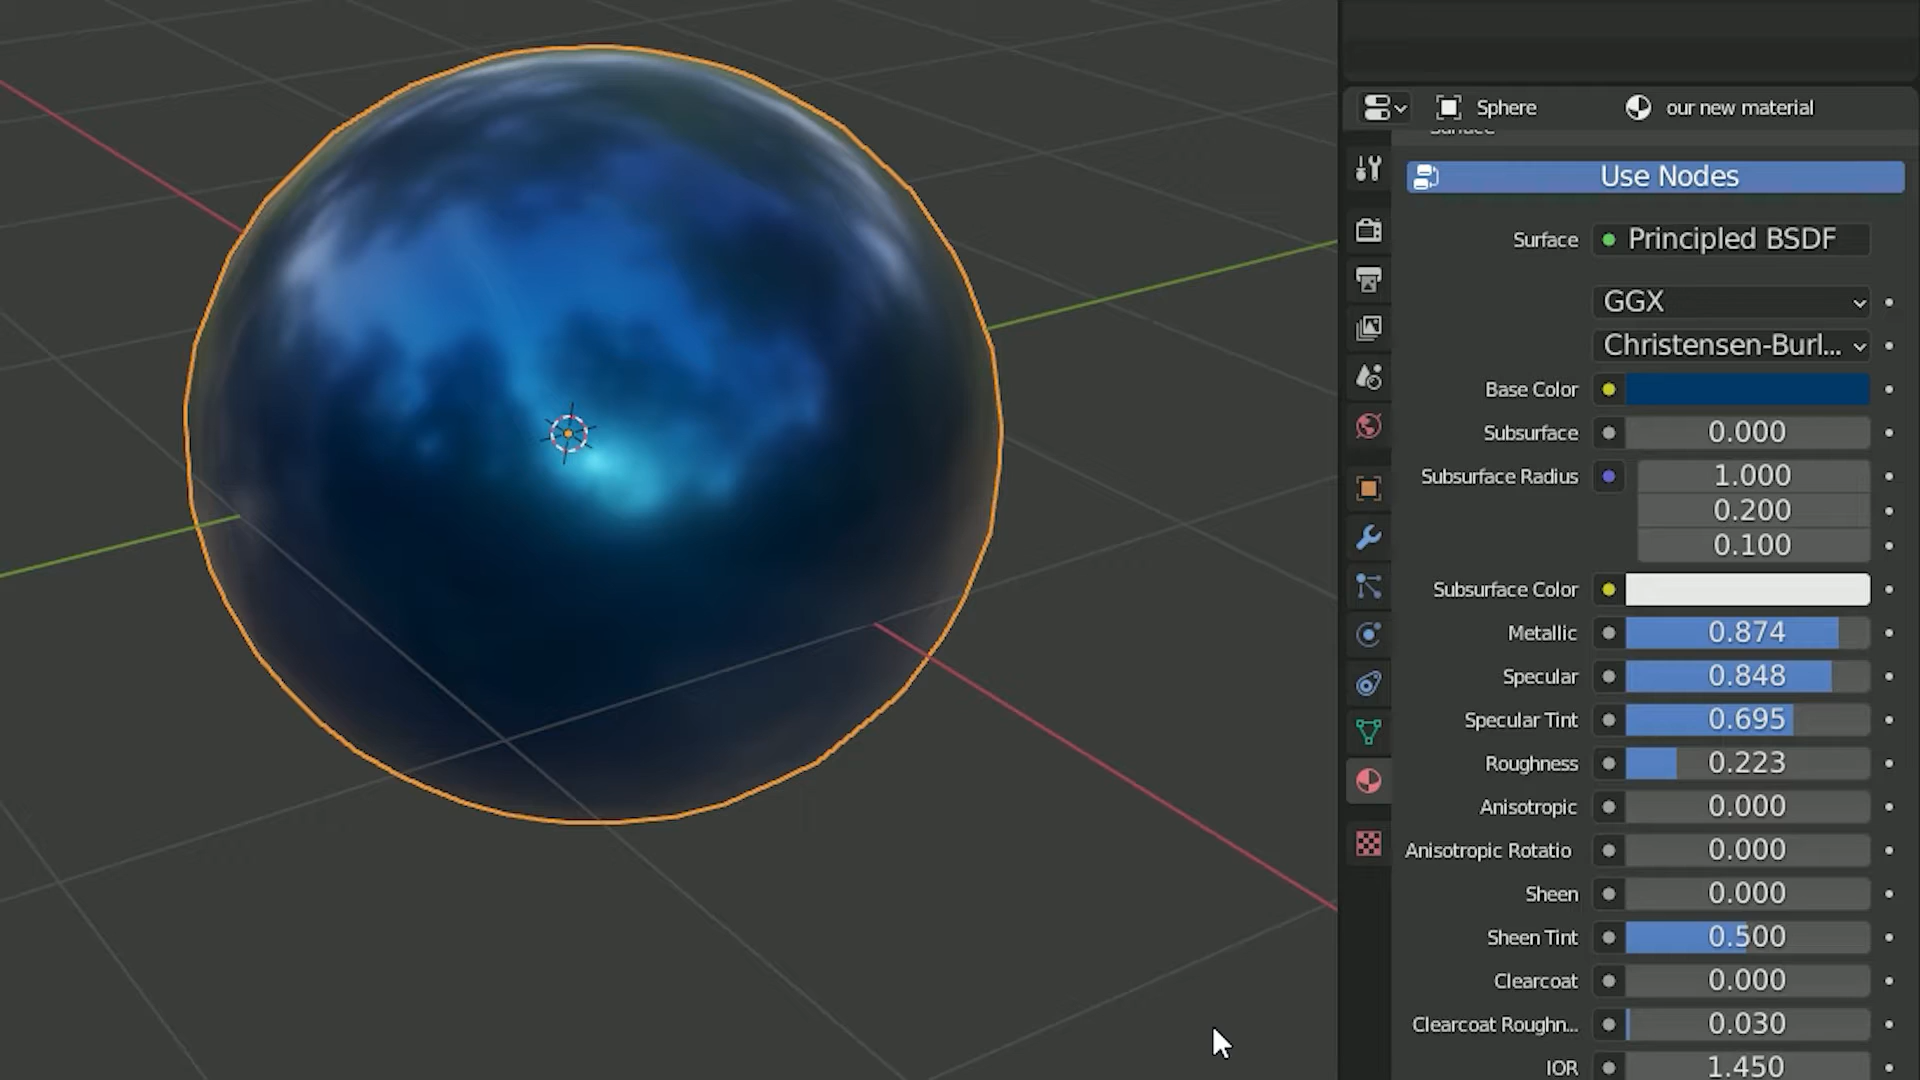 Sphere our new material
Surface
Use Nodes
Surface Principled BSDF
GGX
Christensen-Burl...
Base Color
Subsurface 0.000
Subsurface Radius 1.000
0.200
0.100
Subsurface Color
Metallic 0.874
Specular 0.848
Specular Tint 0.695
Roughness 0.223
Anisotropic 0.000
Anisotropic Rotatio 0.000
Sheen 0.000
Sheen Tint 0.500
Clearcoat 0.000
Clearcoat Roughn... 0.030
IOR 1.450